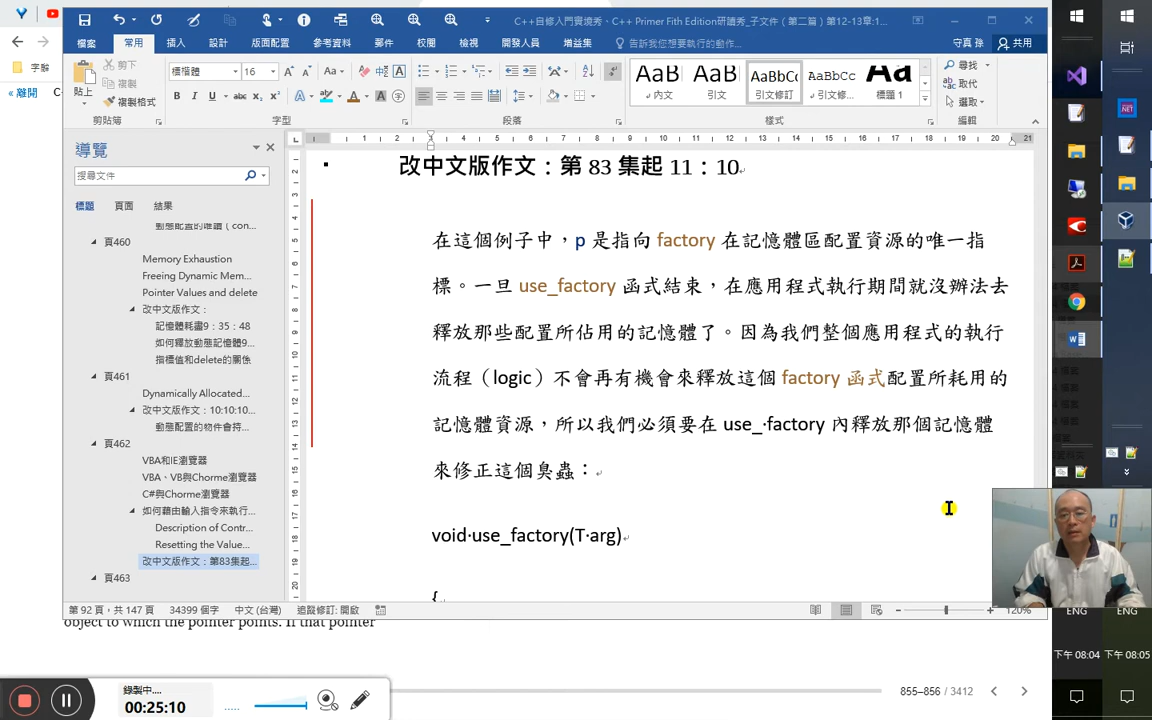 C++自修入門實境秀、C++ Primer Fith Edition研讀秀_子文件（第二篇）12-13章:1...
檔案 常用 插入 設計 版面配置 參考資料 郵件 校閱 檢視 開發人員 增益集 告訴我您想要執行的動作... 守真 孫 共用
字齡
« 離開
貼上
剪下
複製
複製格式
剪貼簿
標楷體 16
字型
段落
AaBb 內文
AaBb 引文
AaBbCc 引文修訂
AaBbCc 引文修...
Aa 標題 1
樣式
尋找
取代
選取
編輯
導覽
搜尋文件
標題 頁面 結果
動態配置的唯讀（con...
頁460
Memory Exhaustion
Freeing Dynamic Mem...
Pointer Values and delete
改中文版作文：
記憶體耗盡9：35：48
如何釋放動態記憶體9...
指標值和delete的關係
頁461
Dynamically Allocated...
改中文版作文：10:10:10...
動態配置的物件會持...
頁462
VBA和IE瀏覽器
VBA、VB與Chorme瀏覽器
C#與Chorme瀏覽器
如何藉由輸入指令來執行...
Description of Contr...
Resetting the Value...
改中文版作文：第83集起...
頁463
改中文版作文：第 83 集起 11：10
在這個例子中，p 是指向 factory 在記憶體區配置資源的唯一指
標。一旦 use_factory 函式結束，在應用程式執行期間就沒辦法去
釋放那些配置所佔用的記憶體了。因為我們整個應用程式的執行
流程（logic）不會再有機會來釋放這個 factory 函式配置所耗用的
記憶體資源，所以我們必須要在 use_·factory 內釋放那個記憶體
來修正這個臭蟲：
void·use_factory(T·arg)
{
第 92 頁，共 147 頁 34399 個字 中文 (台灣) 追蹤修訂: 開啟 120%
object to which the pointer points. If that pointer
錄製中....
00:25:10
855–856 / 3412
ENG ENG
下午 08:04 下午 08:05